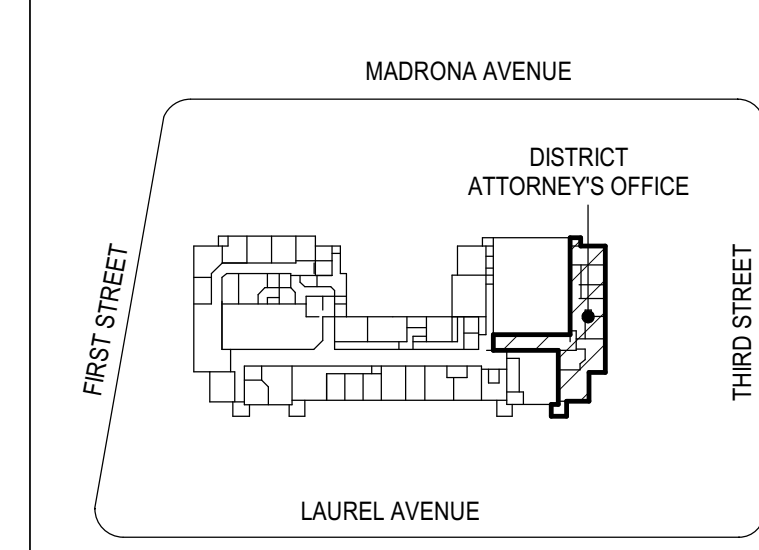 MADRONA AVENUE
DISTRICT
ATTORNEY'S OFFICE
FIRST STREET
THIRD STREET
LAUREL AVENUE